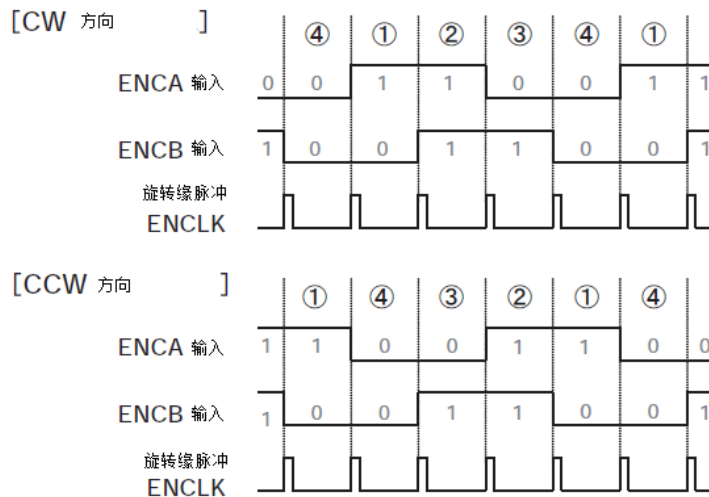 [CW 方向 ]
④ ① ② ③ ④ ①
ENCA 输入 0 0 1 1 0 0 1 1
ENCB 输入 1 0 0 1 1 0 0 1
旋转缘脉冲
ENCLK
[CCW 方向 ]
① ④ ③ ② ① ④
ENCA 输入 1 1 0 0 1 1 0 0
ENCB 输入 1 0 0 1 1 0 0 1
旋转缘脉冲
ENCLK